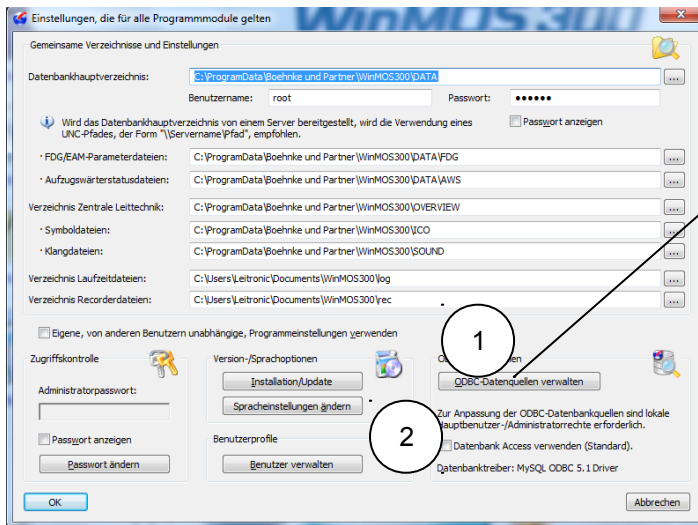 Einstellungen, die für alle Programmmodule gelten
WinMOS300
Gemeinsame Verzeichnisse und Einstellungen
Datenbankhauptverzeichnis: C:\ProgramData\Boehnke und Partner\WinMOS300\DATA ...
Benutzername: root Passwort: ••••••
Wird das Datenbankhauptverzeichnis von einem Server bereitgestellt, wird die Verwendung eines
UNC-Pfades, der Form "\\Servername\Pfad", empfohlen.
Passwort anzeigen
· FDG/EAM-Parameterdateien: C:\ProgramData\Boehnke und Partner\WinMOS300\DATA\FDG ...
· Aufzugswärterstatusdateien: C:\ProgramData\Boehnke und Partner\WinMOS300\DATA\AWS ...
Verzeichnis Zentrale Leittechnik: C:\ProgramData\Boehnke und Partner\WinMOS300\OVERVIEW ...
· Symboldateien: C:\ProgramData\Boehnke und Partner\WinMOS300\ICO ...
· Klangdateien: C:\ProgramData\Boehnke und Partner\WinMOS300\SOUND ...
Verzeichnis Laufzeitdateien: C:\Users\Leitronic\Documents\WinMOS300\log ...
Verzeichnis Recorderdateien: C:\Users\Leitronic\Documents\WinMOS300\rec ...
Eigene, von anderen Benutzern unabhängige, Programmeinstellungen verwenden
1
Zugriffskontrolle
Administratorpasswort:
Passwort anzeigen
Passwort ändern
Version-/Sprachoptionen
Installation/Update
Spracheinstellungen ändern
2
Benutzerprofile
Benutzer verwalten
ODBC-Datenquellen verwalten
Zur Anpassung der ODBC-Datenbankquellen sind lokale
Hauptbenutzer-/Administratorrechte erforderlich.
Datenbank Access verwenden (Standard).
Datenbanktreiber: MySQL ODBC 5.1 Driver
OK
Abbrechen